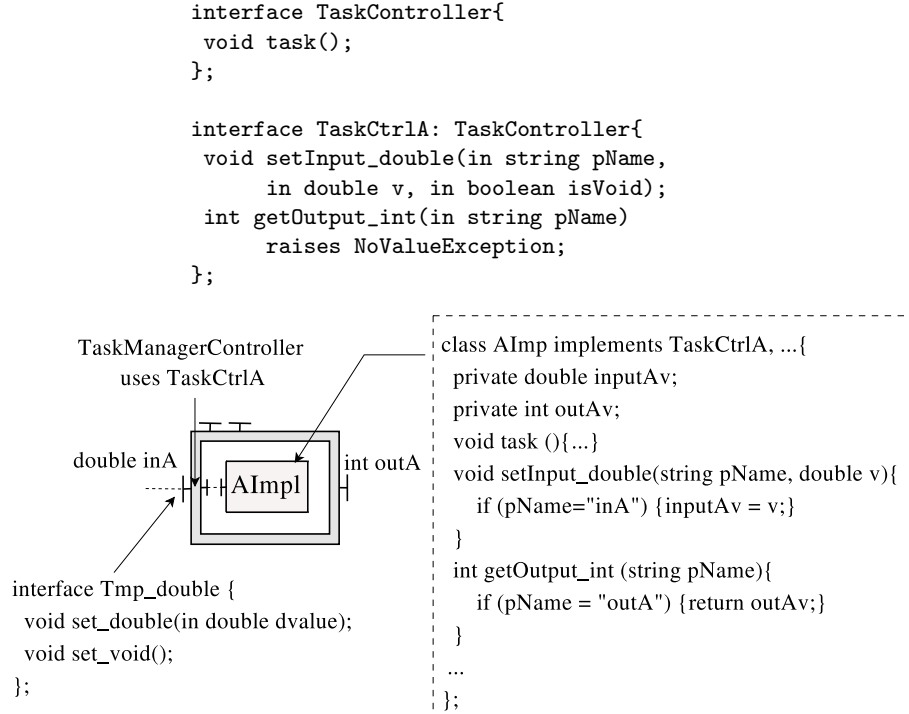 interface TaskController{
void task();
};
interface TaskCtrlA: TaskController{
void setInput_double(in string pName,
in double v, in boolean isVoid);
int getOutput_int(in string pName)
raises NoValueException;
};
TaskManagerController
uses TaskCtrlA
double inA
AImpl
int outA
interface Tmp_double {
void set_double(in double dvalue);
void set_void();
};
class AImp implements TaskCtrlA, ...{
private double inputAv;
private int outAv;
void task (){...}
void setInput_double(string pName, double v){
if (pName="inA") {inputAv = v;}
}
int getOutput_int (string pName){
if (pName = "outA") {return outAv;}
}
...
};